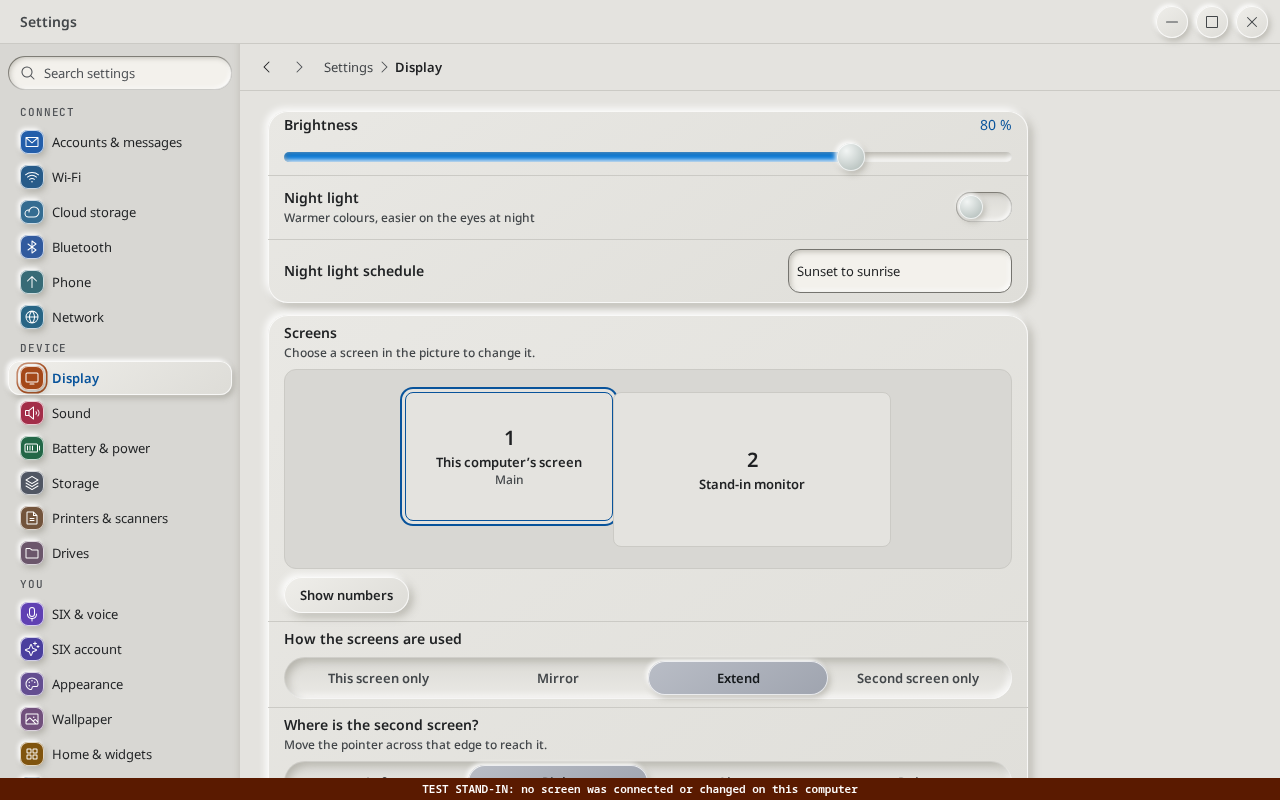 Settings
Search settings
Settings
Display
CONNECT
Accounts & messages
Wi-Fi
Cloud storage
Bluetooth
Phone
Network
DEVICE
Display
Sound
Battery & power
Storage
Printers & scanners
Drives
YOU
SIX & voice
SIX account
Appearance
Wallpaper
Home & widgets
Brightness
80 %
Night light
Warmer colours, easier on the eyes at night
Night light schedule
Sunset to sunrise
Screens
Choose a screen in the picture to change it.
1
This computer’s screen
Main
2
Stand-in monitor
Show numbers
How the screens are used
This screen only
Mirror
Extend
Second screen only
Where is the second screen?
Move the pointer across that edge to reach it.
TEST STAND-IN: no screen was connected or changed on this computer